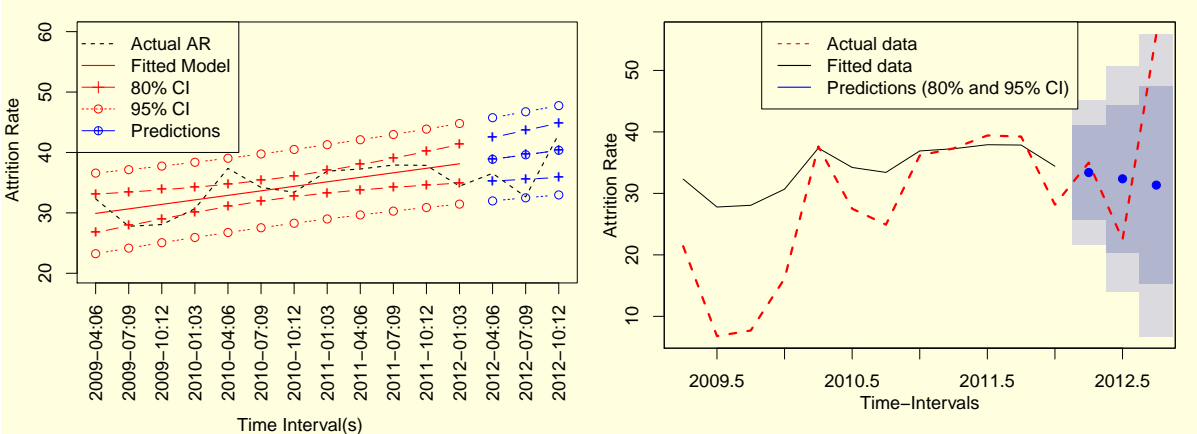 60
50
40
30
20
Attrition Rate
Actual AR
Fitted Model
80% CI
95% CI
Predictions
2009−04:06
2009−07:09
2009−10:12
2010−01:03
2010−04:06
2010−07:09
2010−10:12
2011−01:03
2011−04:06
2011−07:09
2011−10:12
2012−01:03
2012−04:06
2012−07:09
2012−10:12
Time Interval(s)
50
40
30
20
10
Attrition Rate
Actual data
Fitted data
Predictions (80% and 95% CI)
2009.5
2010.5
2011.5
2012.5
Time−Intervals